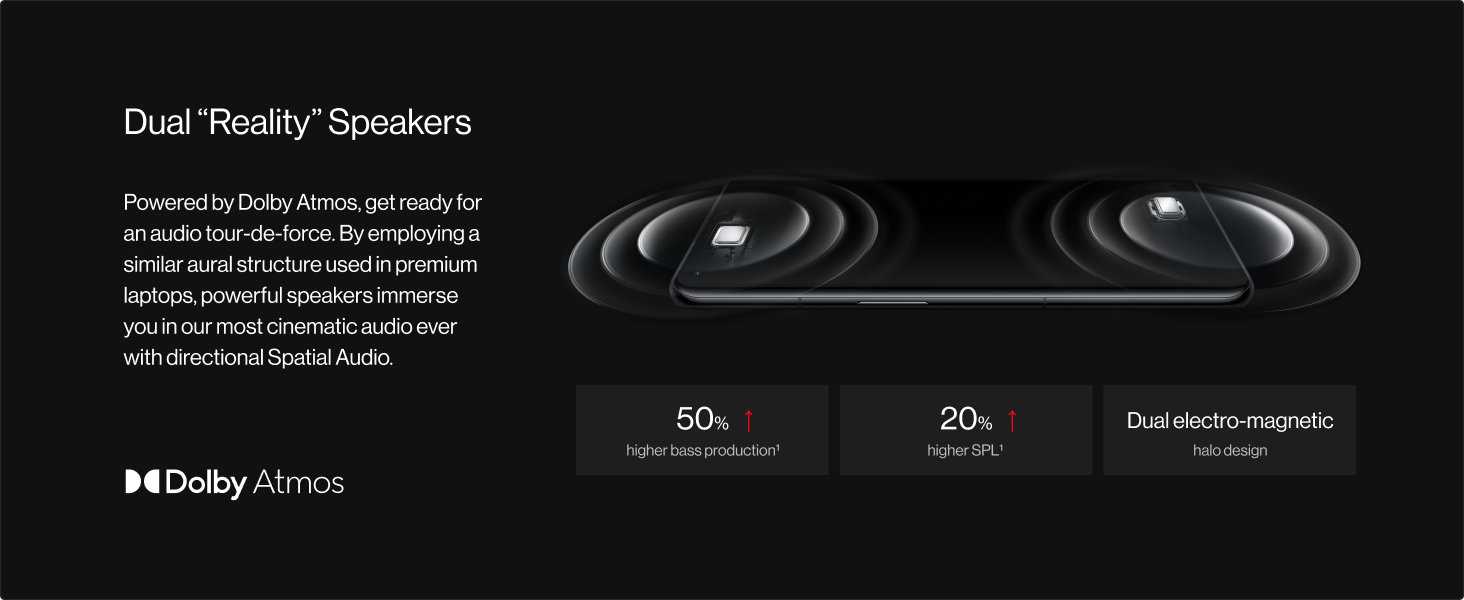 Dual “Reality” Speakers
Powered by Dolby Atmos, get ready for
an audio tour-de-force. By employing a
similar aural structure used in premium
laptops, powerful speakers immerse
you in our most cinematic audio ever
with directional Spatial Audio.
Dolby Atmos
50% ↑
higher bass production¹
20% ↑
higher SPL¹
Dual electro-magnetic
halo design